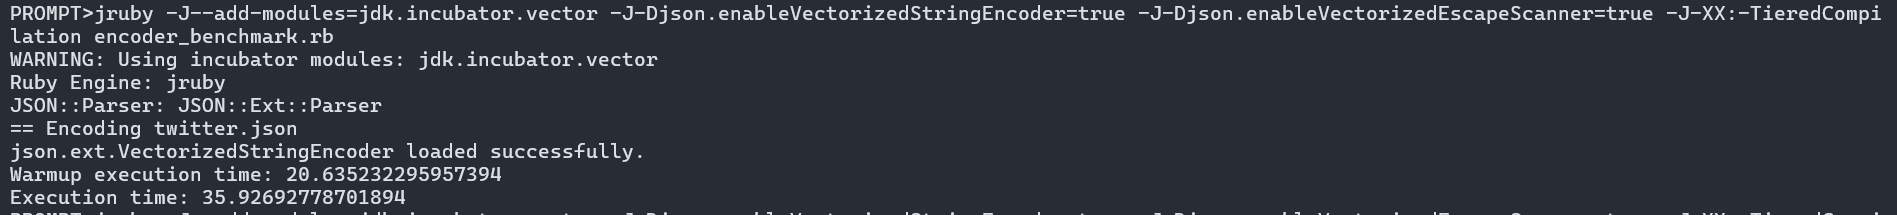 PROMPT>jruby -J--add-modules=jdk.incubator.vector -J-Djson.enableVectorizedStringEncoder=true -J-Djson.enableVectorizedEscapeScanner=true -J-XX:-TieredCompi
lation encoder_benchmark.rb
WARNING: Using incubator modules: jdk.incubator.vector
Ruby Engine: jruby
JSON::Parser: JSON::Ext::Parser
== Encoding twitter.json
json.ext.VectorizedStringEncoder loaded successfully.
Warmup execution time: 20.635232295957394
Execution time: 35.92692778701894